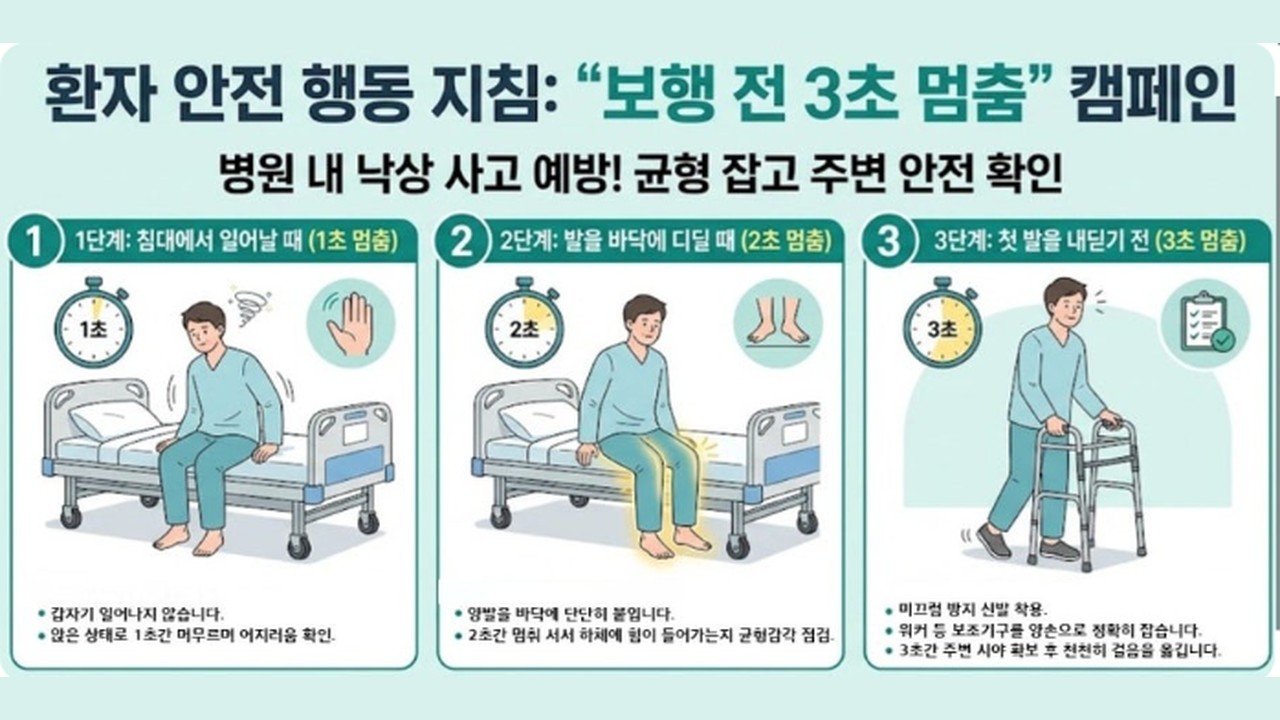 환자 안전 행동 지침: “보행 전 3초 멈춤” 캠페인
병원 내 낙상 사고 예방! 균형 잡고 주변 안전 확인
1 1단계: 침대에서 일어날 때 (1초 멈춤)
1초
• 갑자기 일어나지 않습니다.
• 앉은 상태로 1초간 머무르며 어지러움 확인.
2 2단계: 발을 바닥에 디딜 때 (2초 멈춤)
2초
• 양발을 바닥에 단단히 붙입니다.
• 2초간 멈춰 서서 하체에 힘이 들어가는지 균형감각 점검.
3 3단계: 첫 발을 내딛기 전 (3초 멈춤)
3초
• 미끄럼 방지 신발 착용.
• 워커 등 보조기구를 양손으로 정확히 잡습니다.
• 3초간 주변 시야 확보 후 천천히 걸음을 옮깁니다.